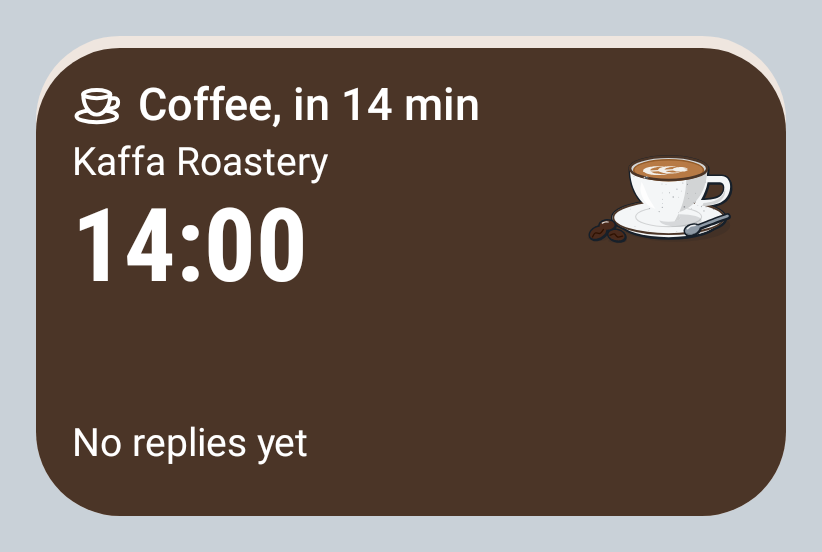 Coffee, in 14 min
Kaffa Roastery
14:00
No replies yet